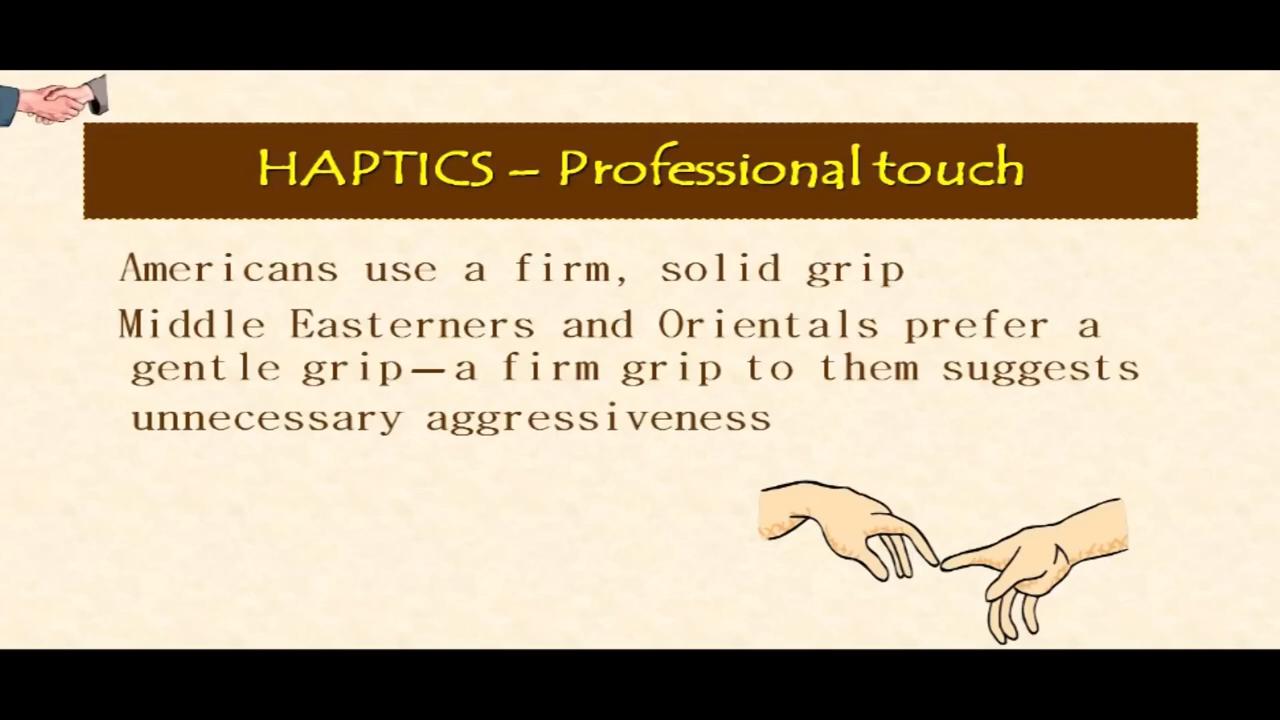 HAPTICS – Professional touch
Americans use a firm, solid grip
Middle Easterners and Orientals prefer a
gentle grip—a firm grip to them suggests
unnecessary aggressiveness